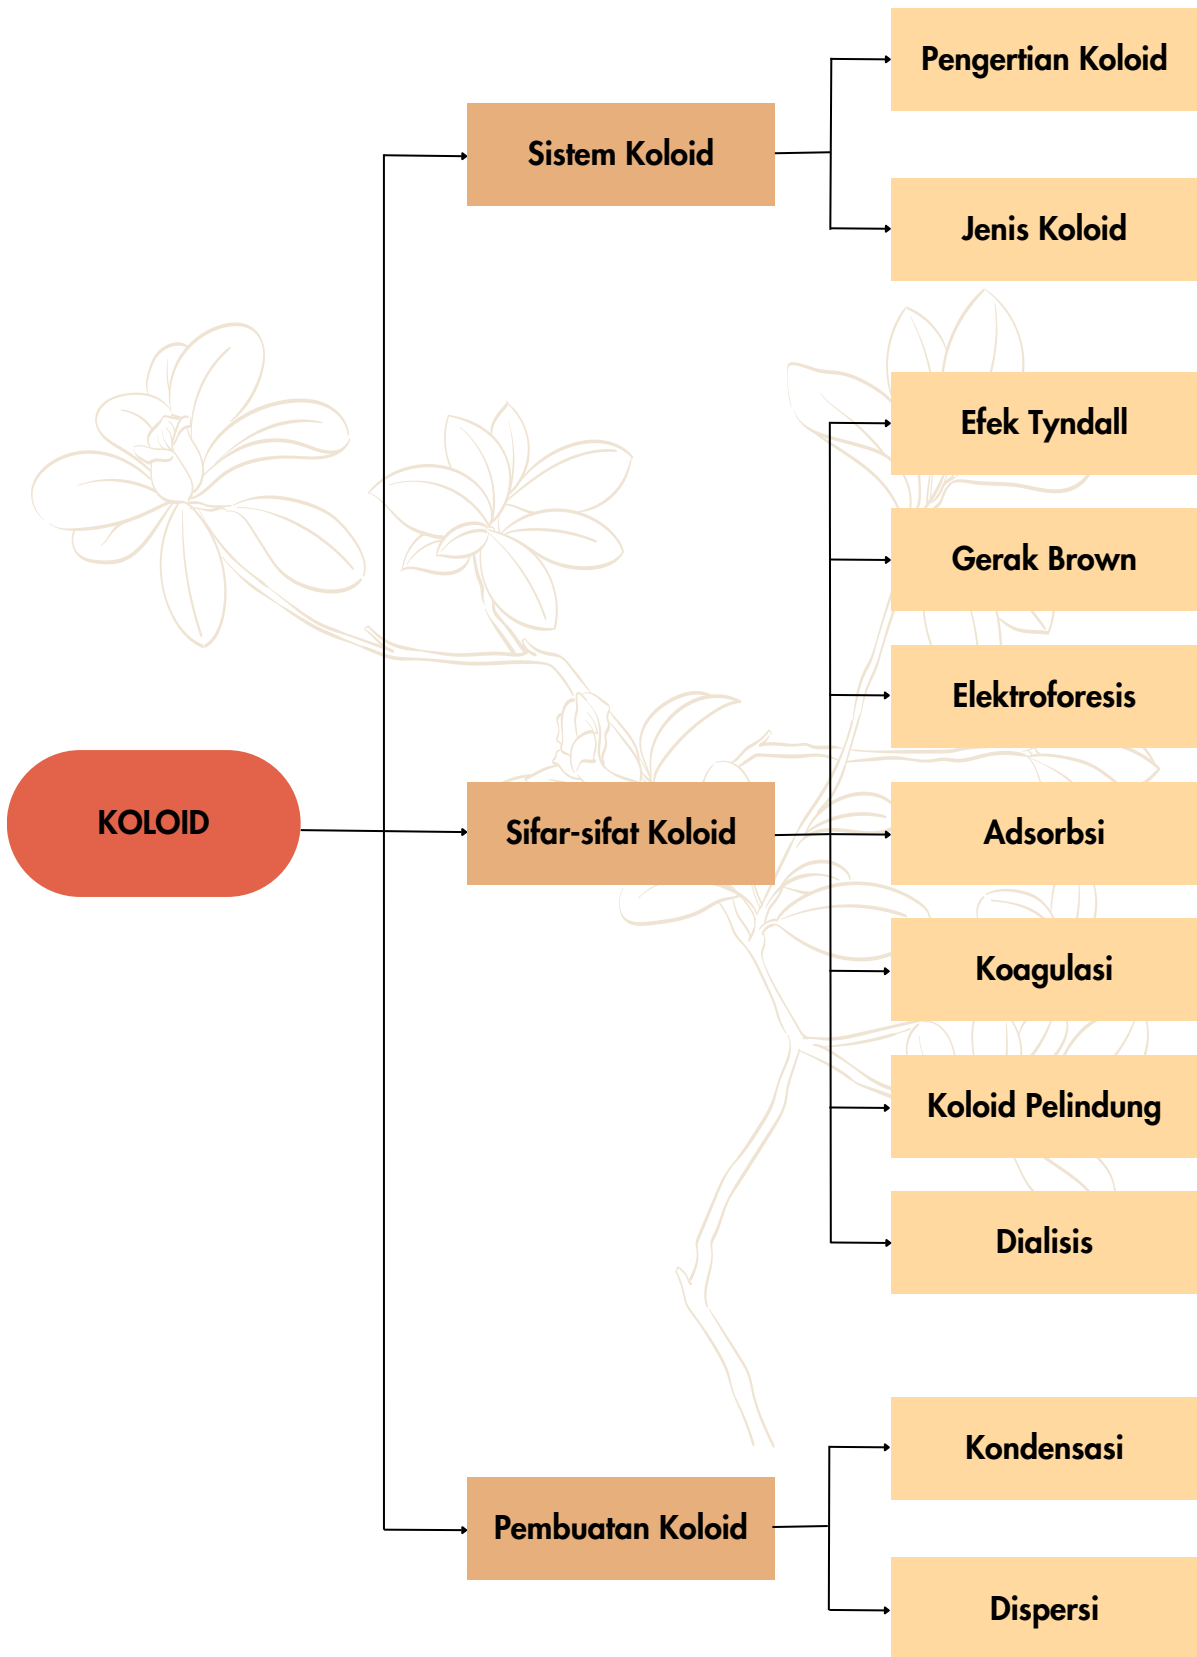 KOLOID
Sistem Koloid
Pengertian Koloid
Jenis Koloid
Sifar-sifat Koloid
Efek Tyndall
Gerak Brown
Elektroforesis
Adsorbsi
Koagulasi
Koloid Pelindung
Dialisis
Pembuatan Koloid
Kondensasi
Dispersi